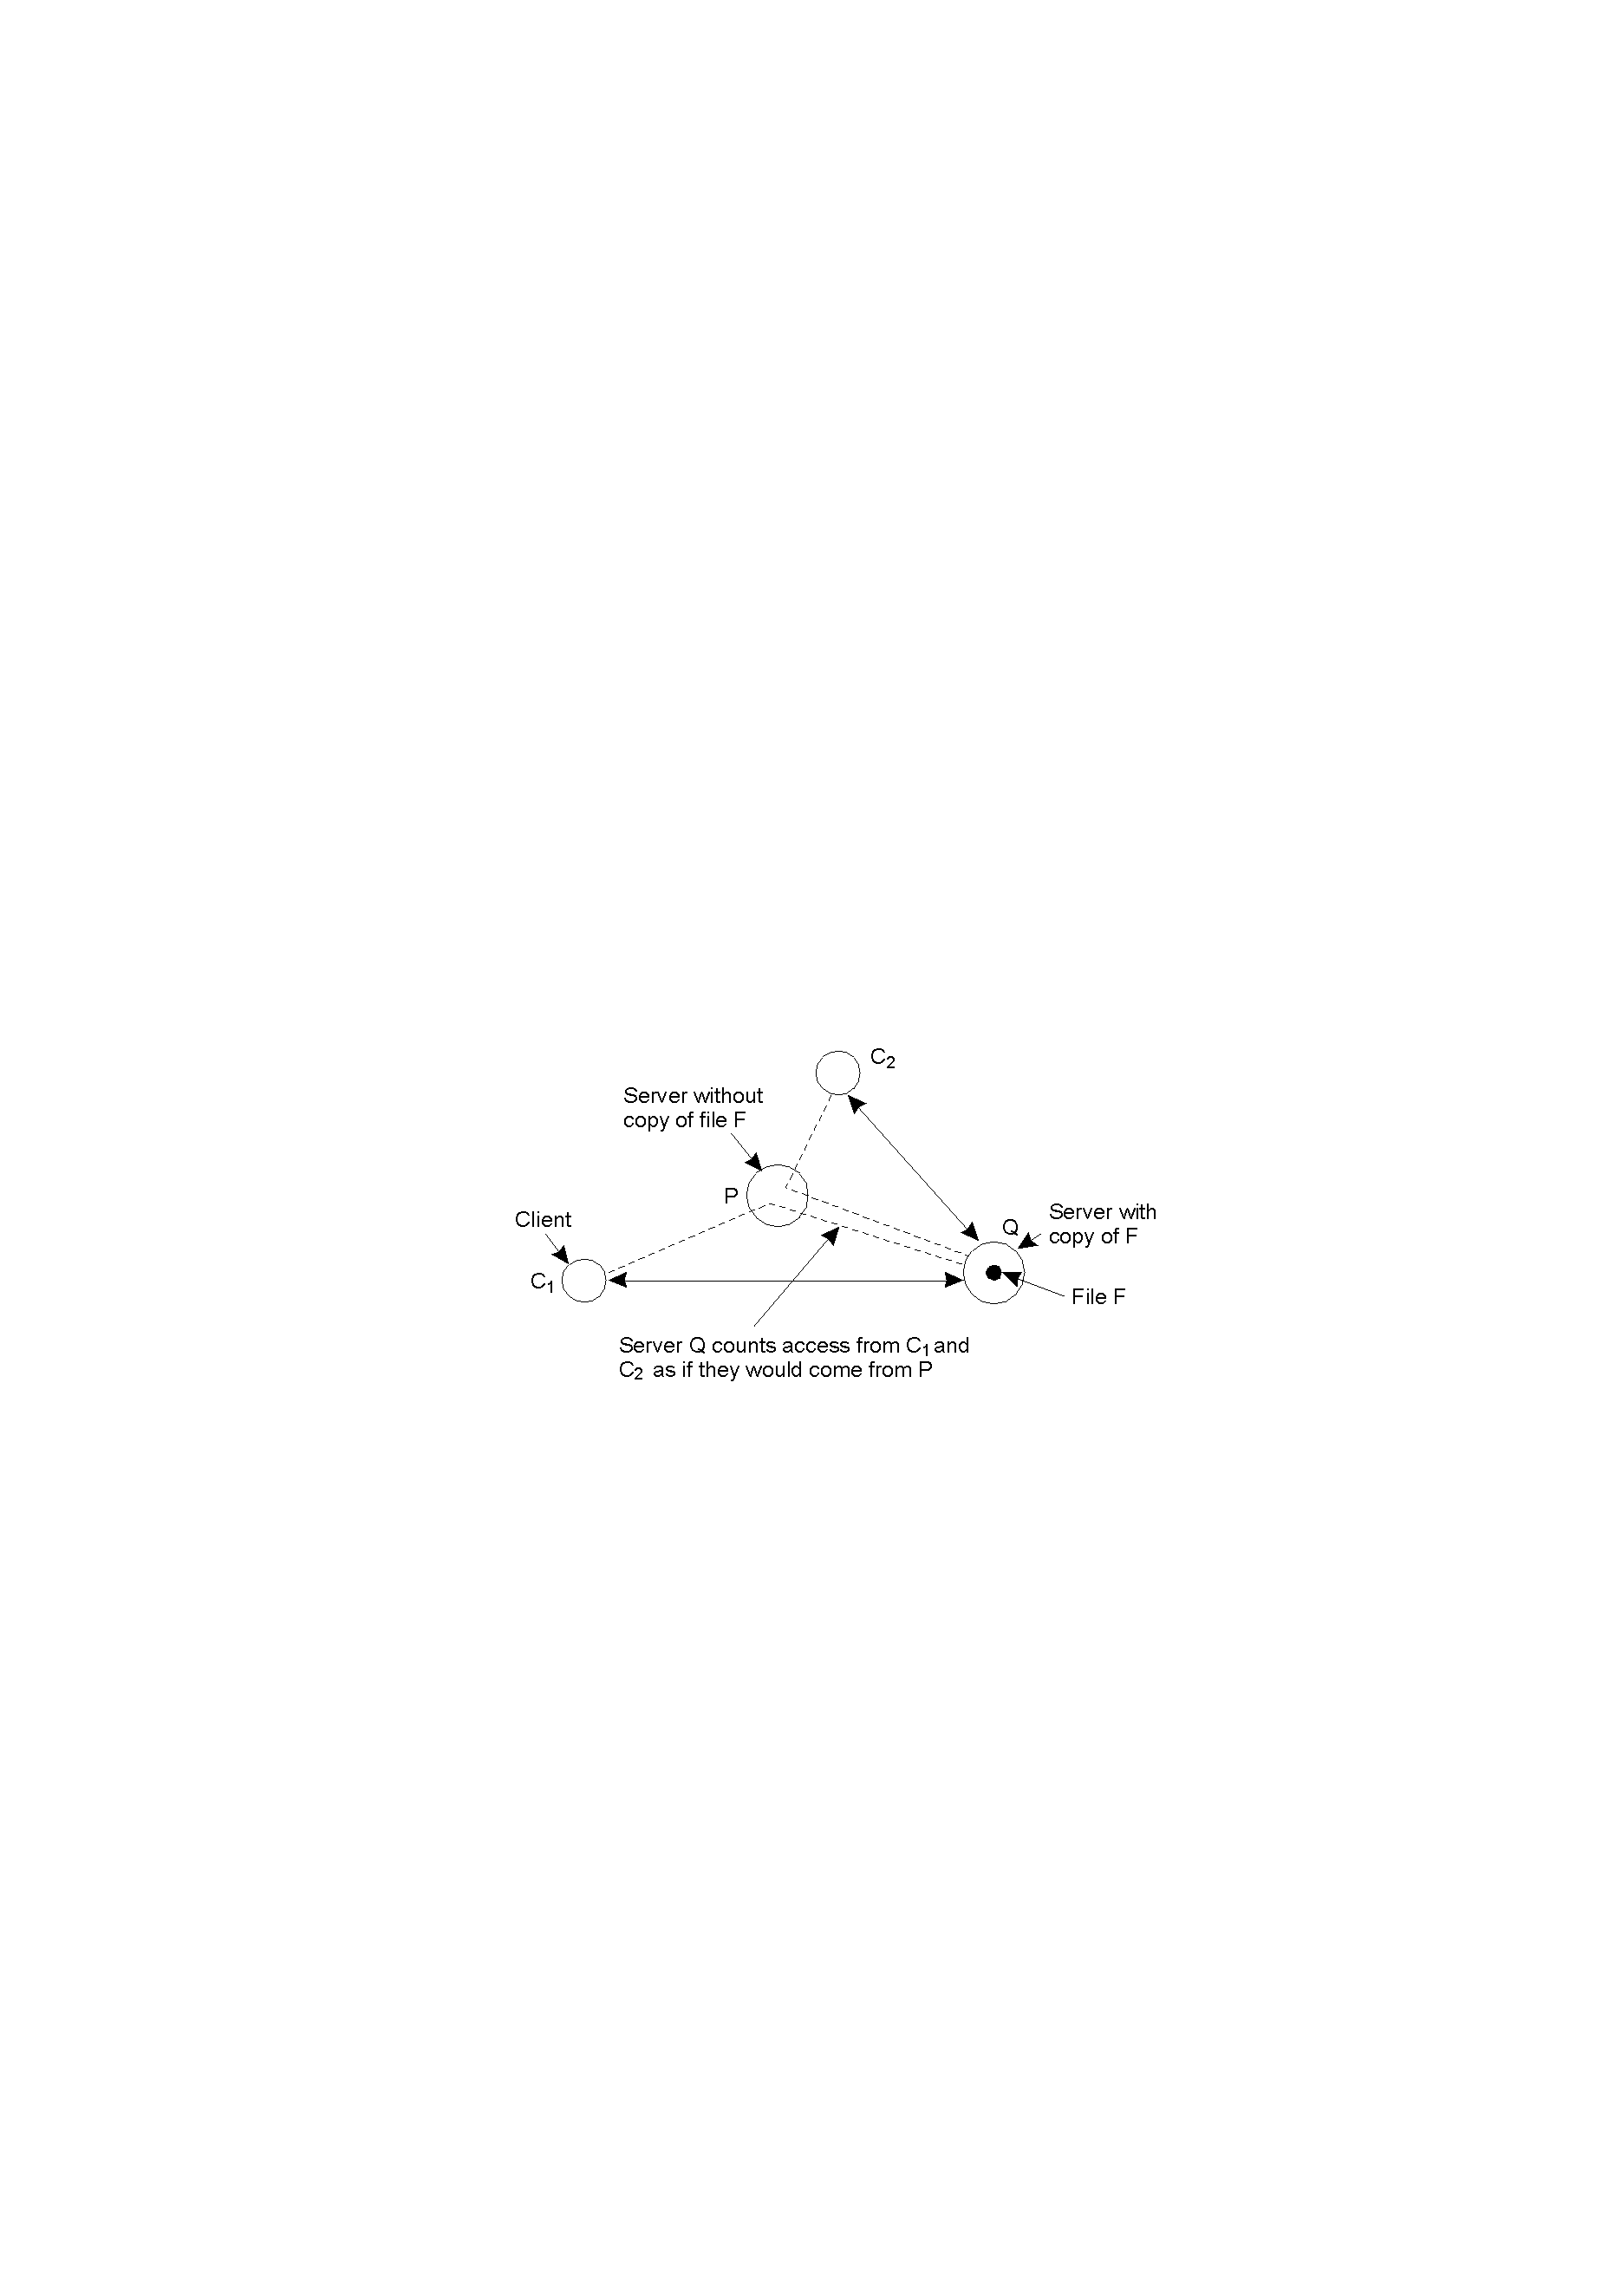 C2
Server without
copy of file F
P
Server with
copy of F
Q
Client
C1
File F
Server Q counts access from C1 and
C2 as if they would come from P